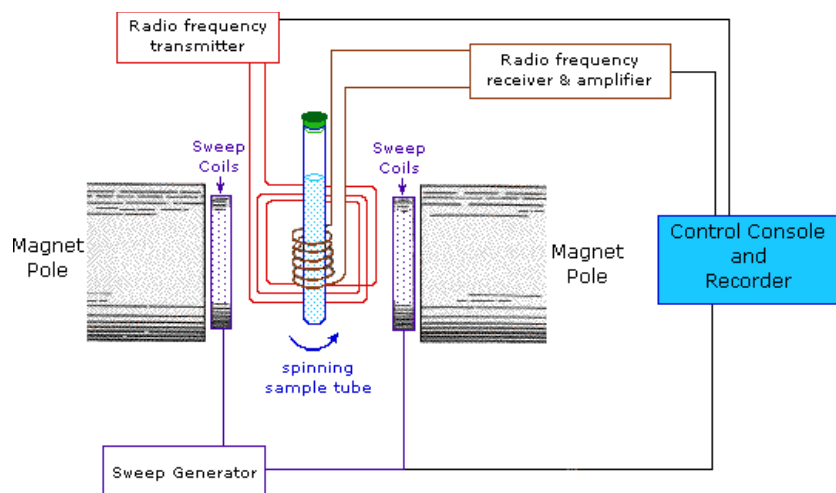 Radio frequency
transmitter
Radio frequency
receiver & amplifier
Sweep
Coils
Sweep
Coils
Magnet
Pole
Magnet
Pole
Control Console
and
Recorder
spinning
sample tube
Sweep Generator